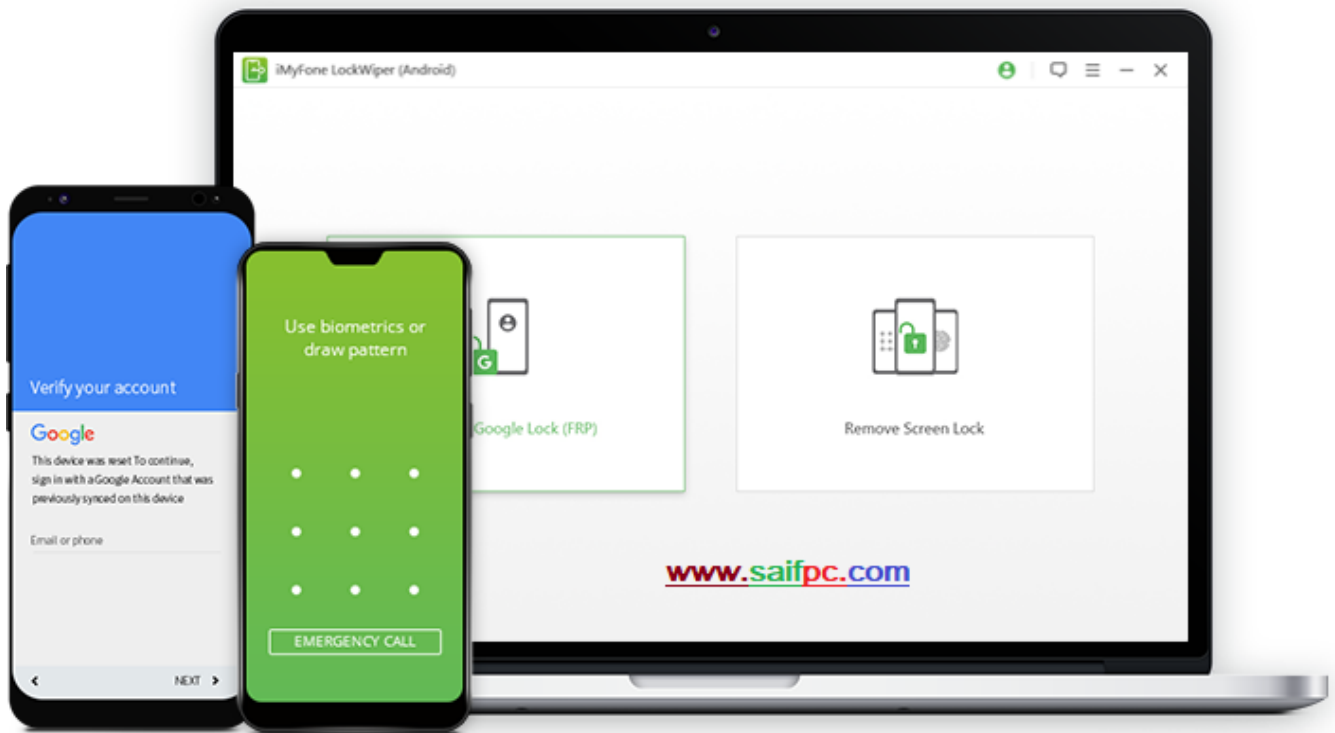 iMyFone LockWiper (Android)
Google Lock (FRP)
Remove Screen Lock
www.saifpc.com
Verify your account
Google
This device was reset To continue,
sign in with a Google Account that was
previously synced on this device
Email or phone
NEXT
Use biometrics or
draw pattern
EMERGENCY CALL
G